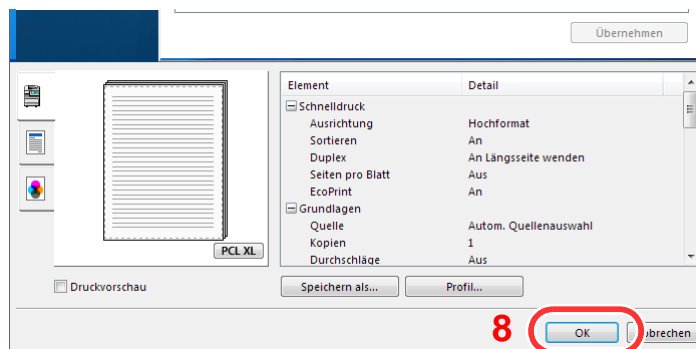 Übernehmen
Element Detail
Schnelldruck
Ausrichtung Hochformat
Sortieren An
Duplex An Längsseite wenden
Seiten pro Blatt Aus
EcoPrint An
Grundlagen
Quelle Autom. Quellenauswahl
Kopien 1
Durchschläge Aus
PCL XL
Druckvorschau Speichern als... Profil...
8 OK brechen